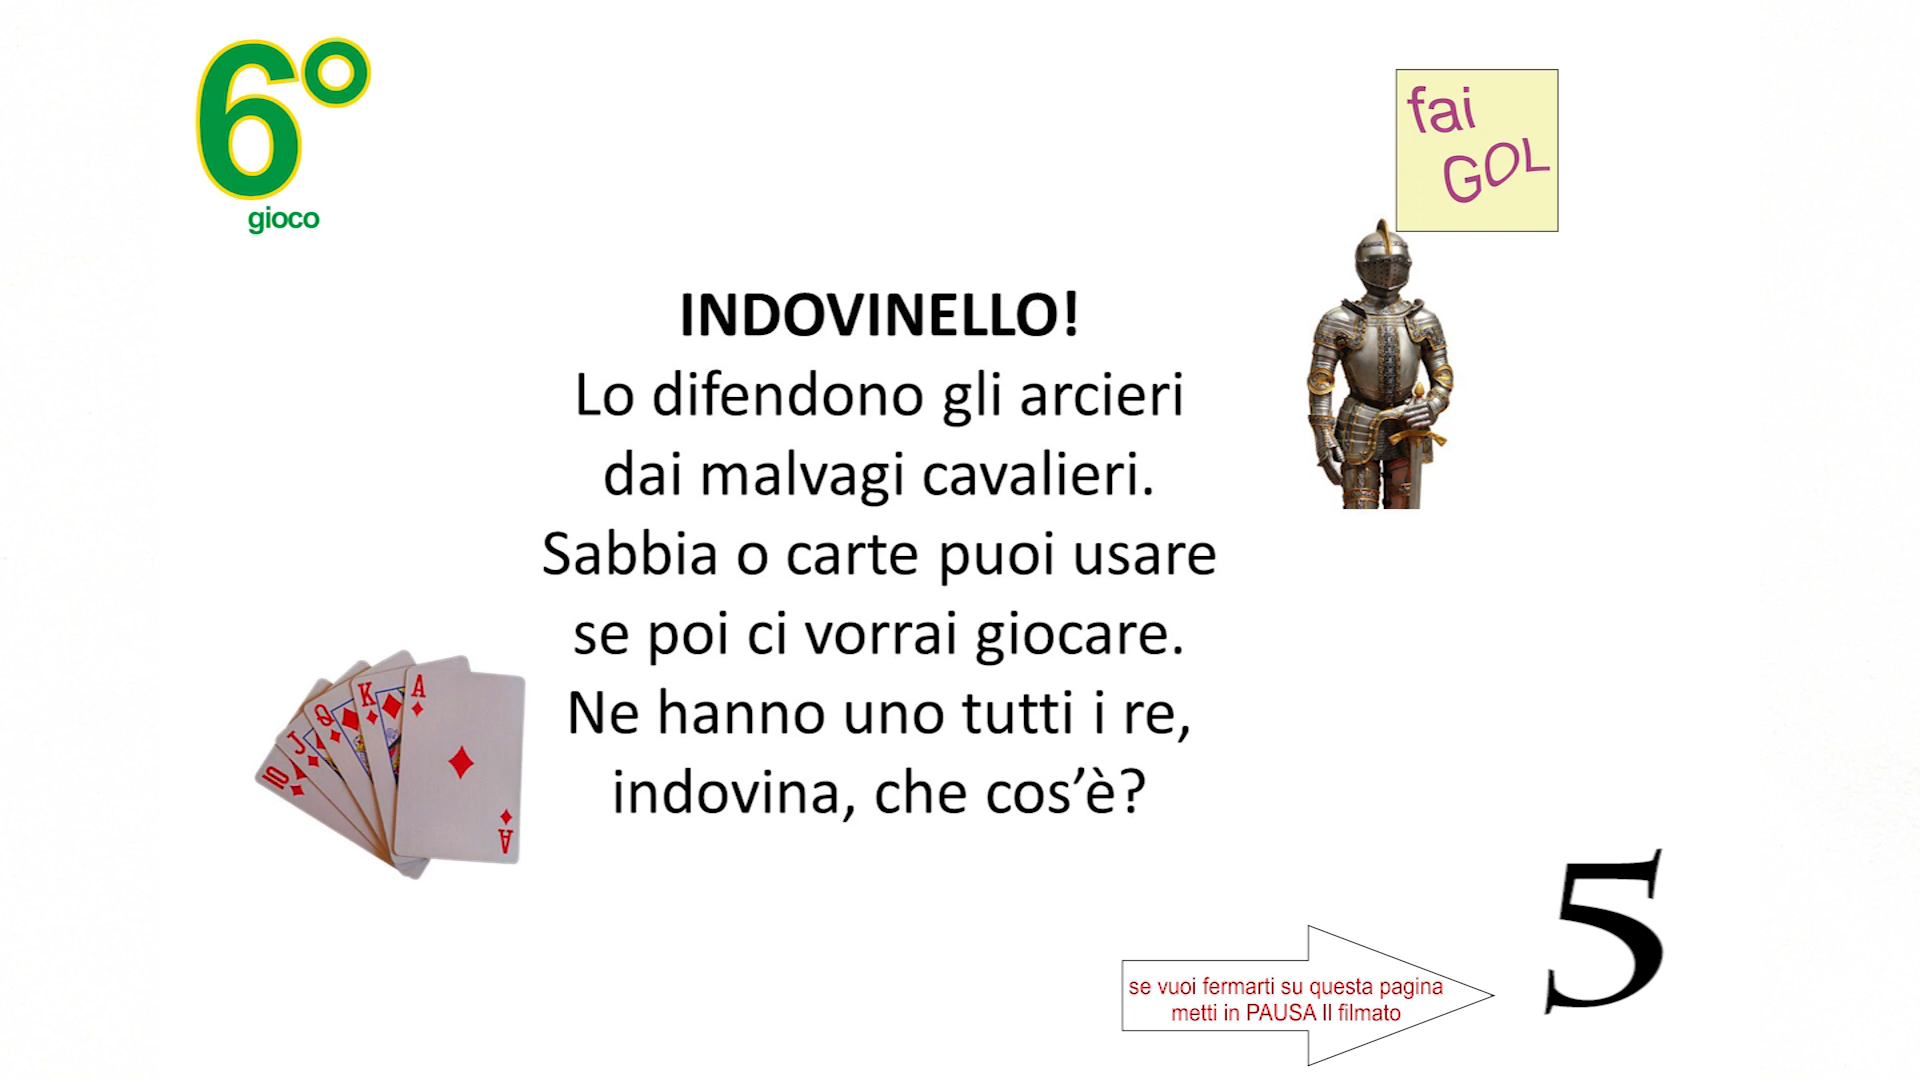 6°
gioco
fai
GOL
INDOVINELLO!
Lo difendono gli arcieri
dai malvagi cavalieri.
Sabbia o carte puoi usare
se poi ci vorrai giocare.
Ne hanno uno tutti i re,
indovina, che cos’è?
10
J
Q
K
A
A
se vuoi fermarti su questa pagina
metti in PAUSA Il filmato
5